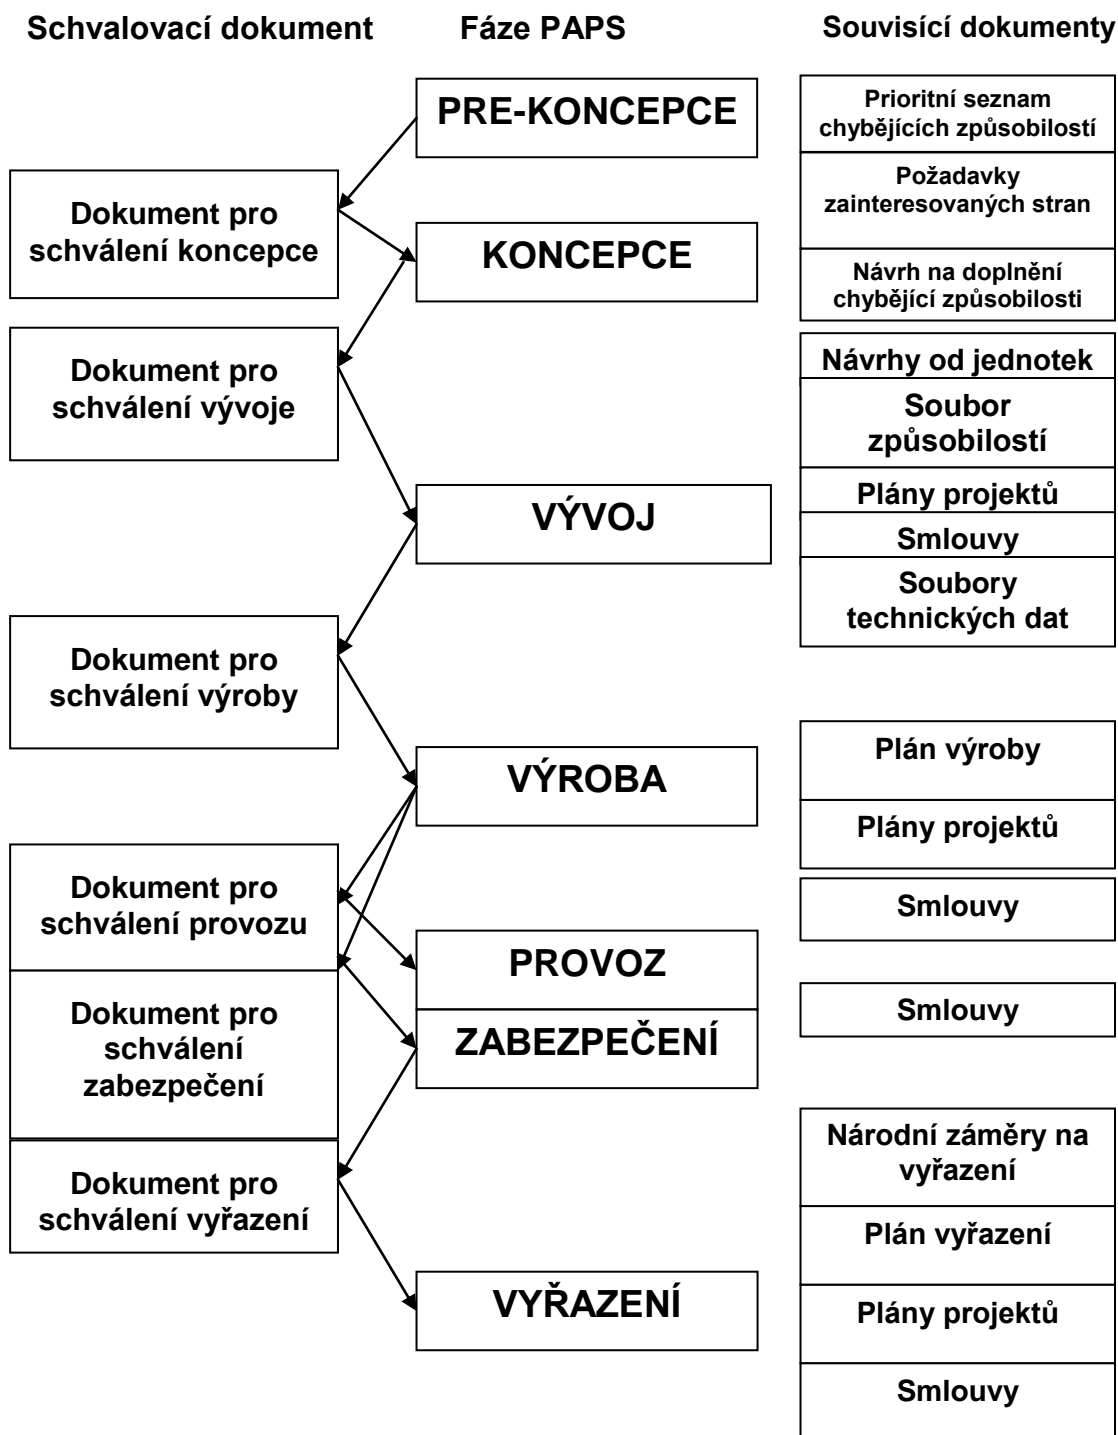 Schvalovací dokument
Fáze PAPS
Souvisící dokumenty
PRE-KONCEPCE
Prioritní seznam
chybějících způsobilostí
Požadavky
zainteresovaných stran
Dokument pro
schválení koncepce
KONCEPCE
Návrh na doplnění
chybějící způsobilosti
Dokument pro
schválení vývoje
Návrhy od jednotek
Soubor
způsobilostí
VÝVOJ
Plány projektů
Smlouvy
Soubory
technických dat
Dokument pro
schválení výroby
VÝROBA
Plán výroby
Plány projektů
Dokument pro
schválení provozu
Smlouvy
PROVOZ
Dokument pro
schválení
zabezpečení
ZABEZPEČENÍ
Smlouvy
Dokument pro
schválení vyřazení
Národní záměry na
vyřazení
Plán vyřazení
VYŘAZENÍ
Plány projektů
Smlouvy